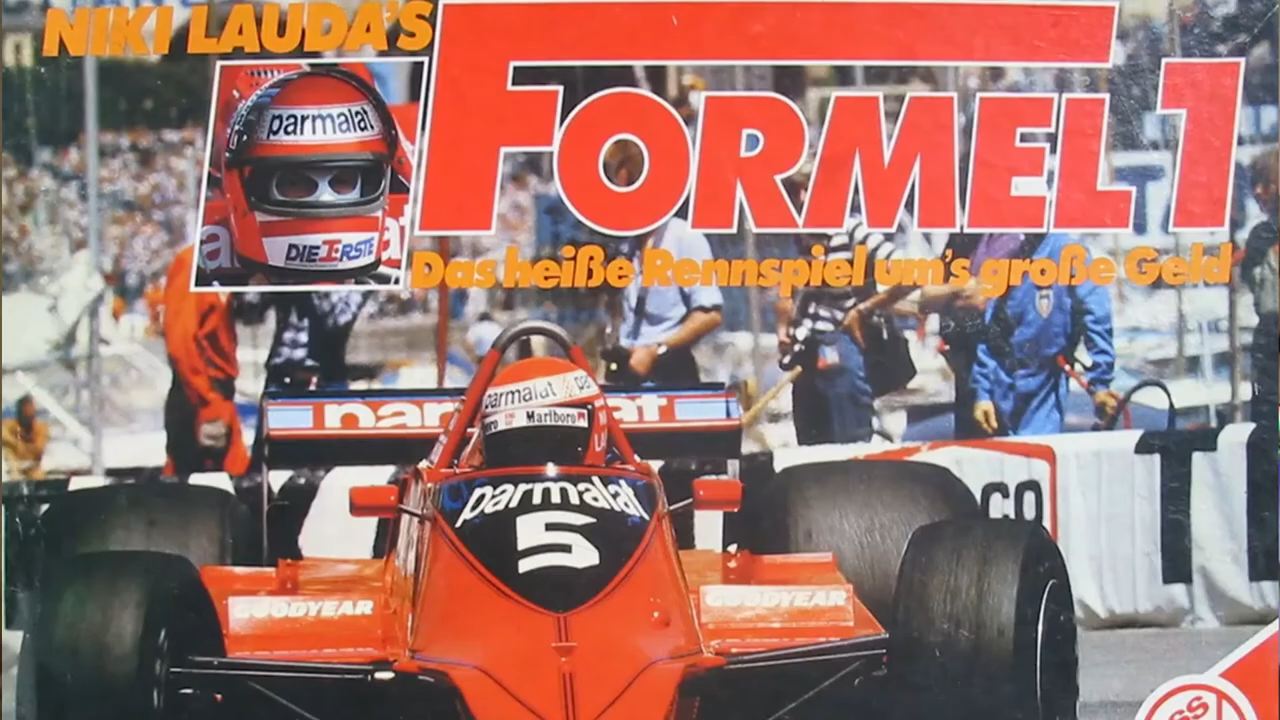 NIKI LAUDA'S
FORMEL 1
parmalat
DIE ERSTE
Das heiße Rennspiel um's große Geld
parmalat
Marlboro
parmalat
5
GOODYEAR
GOODYEAR